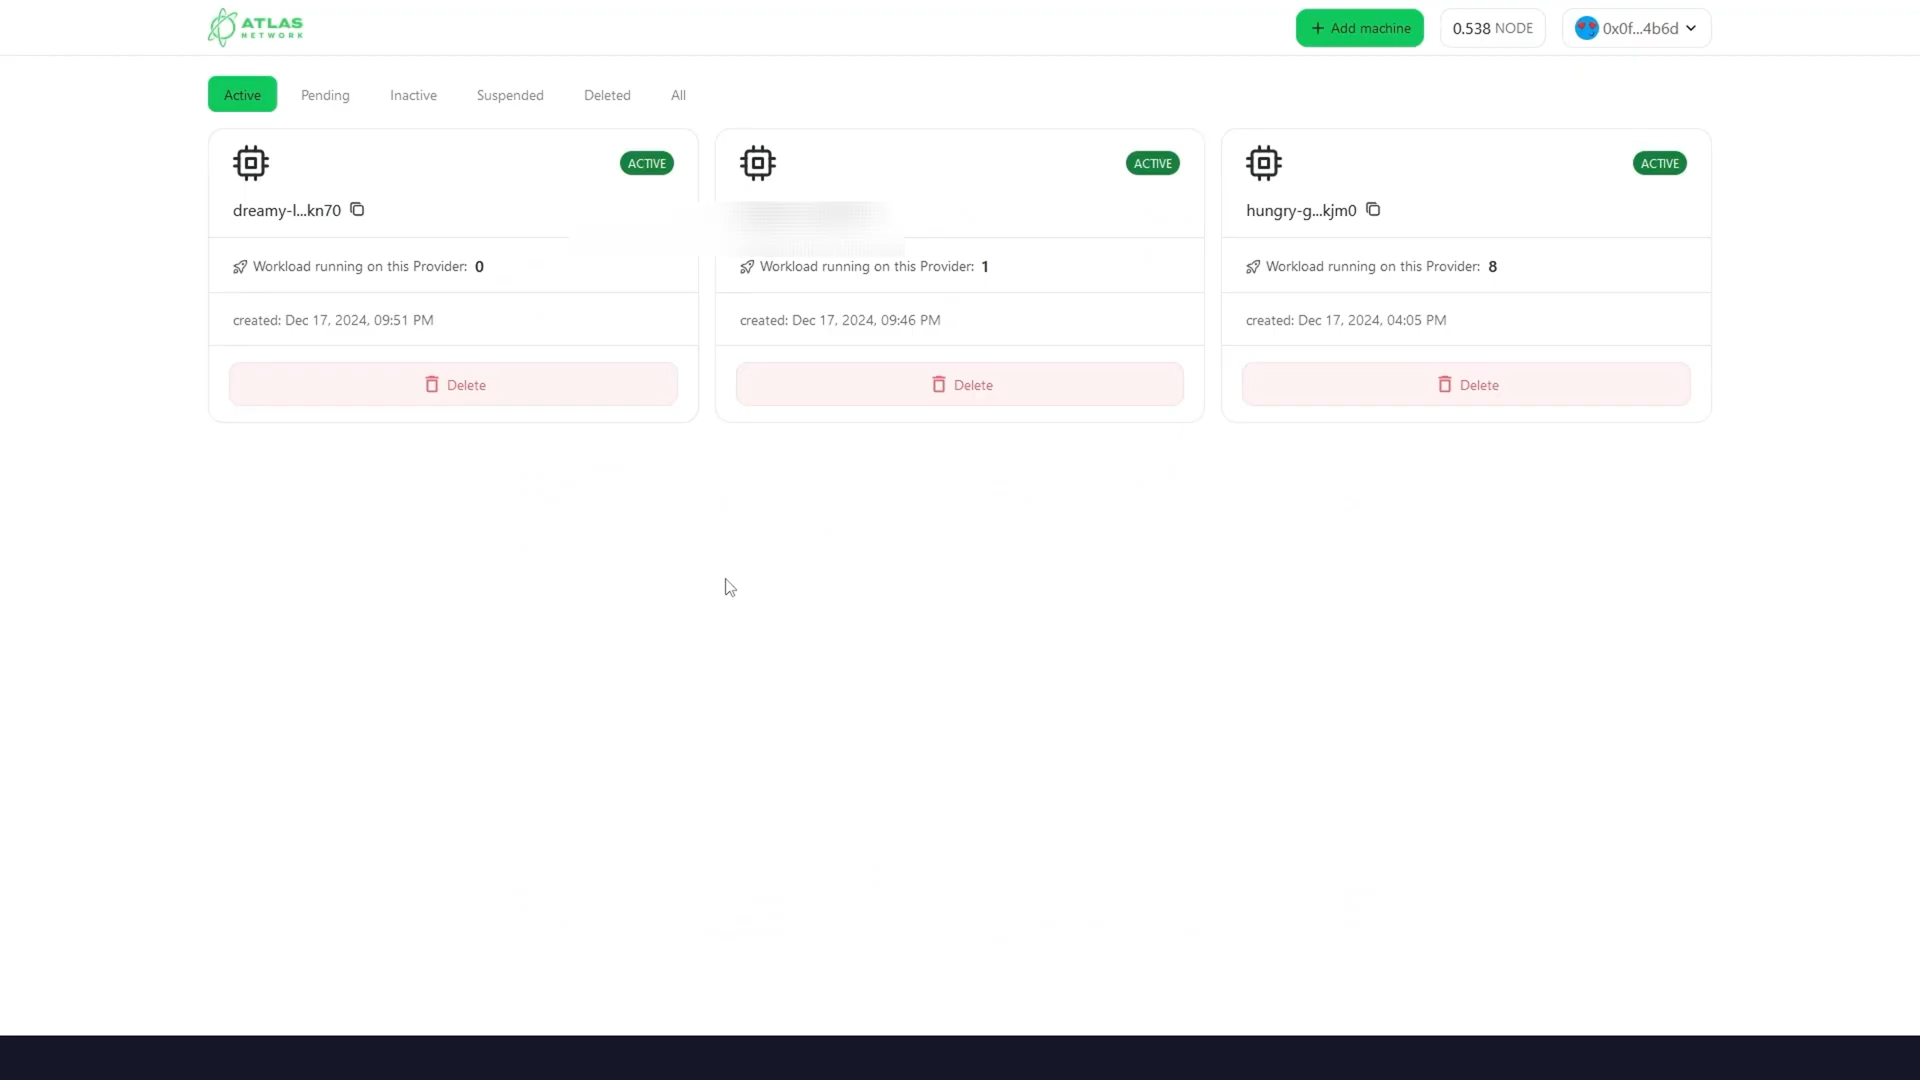 ATLAS
NETWORK
Add machine
0.538 NODE
0x0f...4b6d
Active
Pending
Inactive
Suspended
Deleted
All
ACTIVE
dreamy-l...kn70
Workload running on this Provider: 0
created: Dec 17, 2024, 09:51 PM
Delete
ACTIVE
Workload running on this Provider: 1
created: Dec 17, 2024, 09:46 PM
Delete
ACTIVE
hungry-g...kjm0
Workload running on this Provider: 8
created: Dec 17, 2024, 04:05 PM
Delete